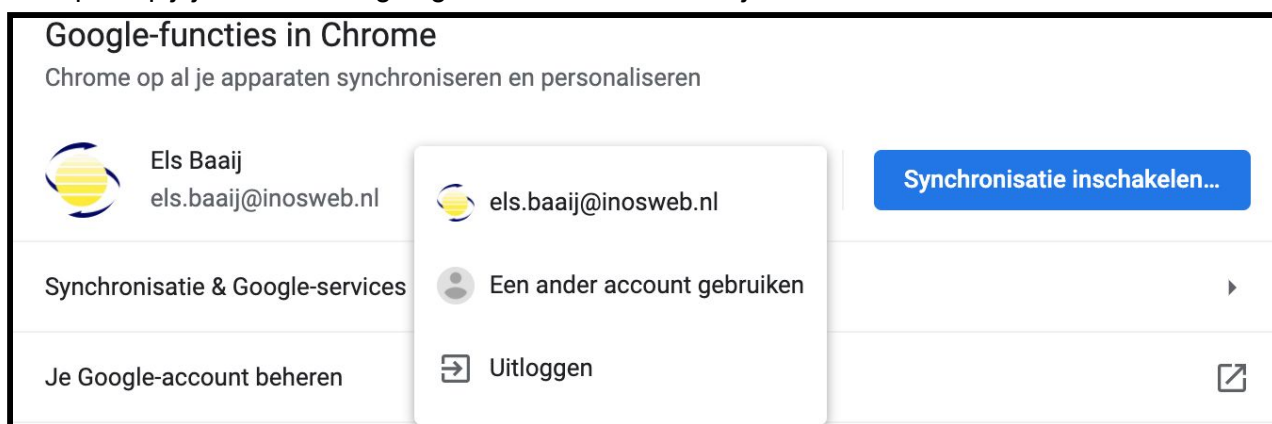 Google-functies in Chrome
Chrome op al je apparaten synchroniseren en personaliseren
Els Baaij
els.baaij@inosweb.nl
els.baaij@inosweb.nl
Synchronisatie inschakelen...
Synchronisatie & Google-services
Een ander account gebruiken
Je Google-account beheren
Uitloggen